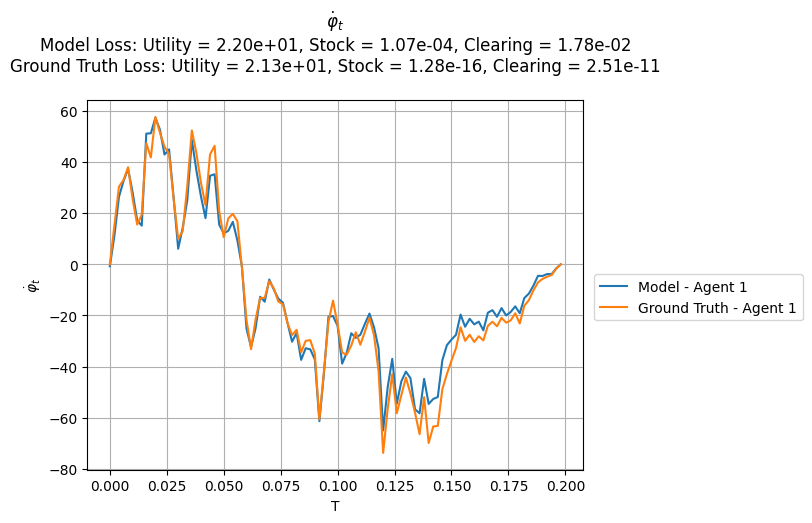 φ̇ₜ
Model Loss: Utility = 2.20e+01, Stock = 1.07e-04, Clearing = 1.78e-02
Ground Truth Loss: Utility = 2.13e+01, Stock = 1.28e-16, Clearing = 2.51e-11
60
40
20
0
−20
−40
−60
−80
φ̇ₜ
0.000 0.025 0.050 0.075 0.100 0.125 0.150 0.175 0.200
T
Model - Agent 1
Ground Truth - Agent 1